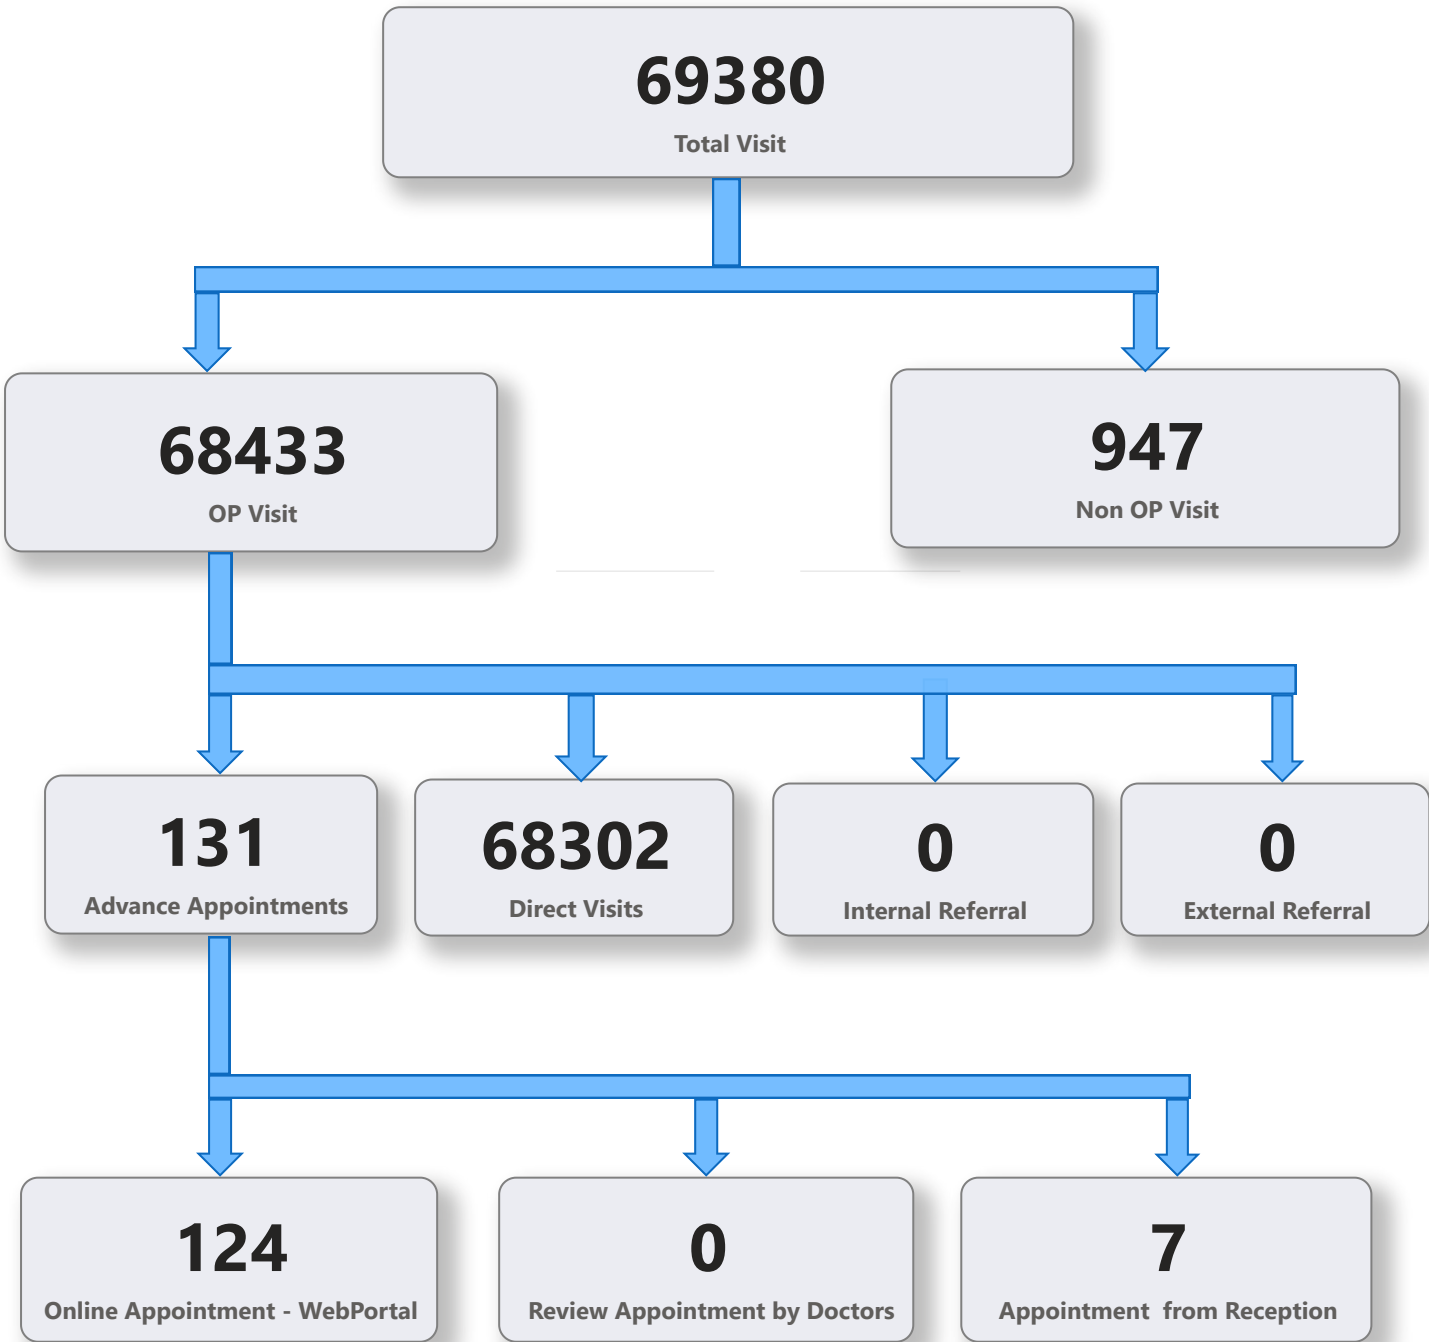 69380
Total Visit
68433
OP Visit
947
Non OP Visit
131
Advance Appointments
68302
Direct Visits
0
Internal Referral
0
External Referral
124
Online Appointment - WebPortal
0
Review Appointment by Doctors
7
Appointment  from Reception